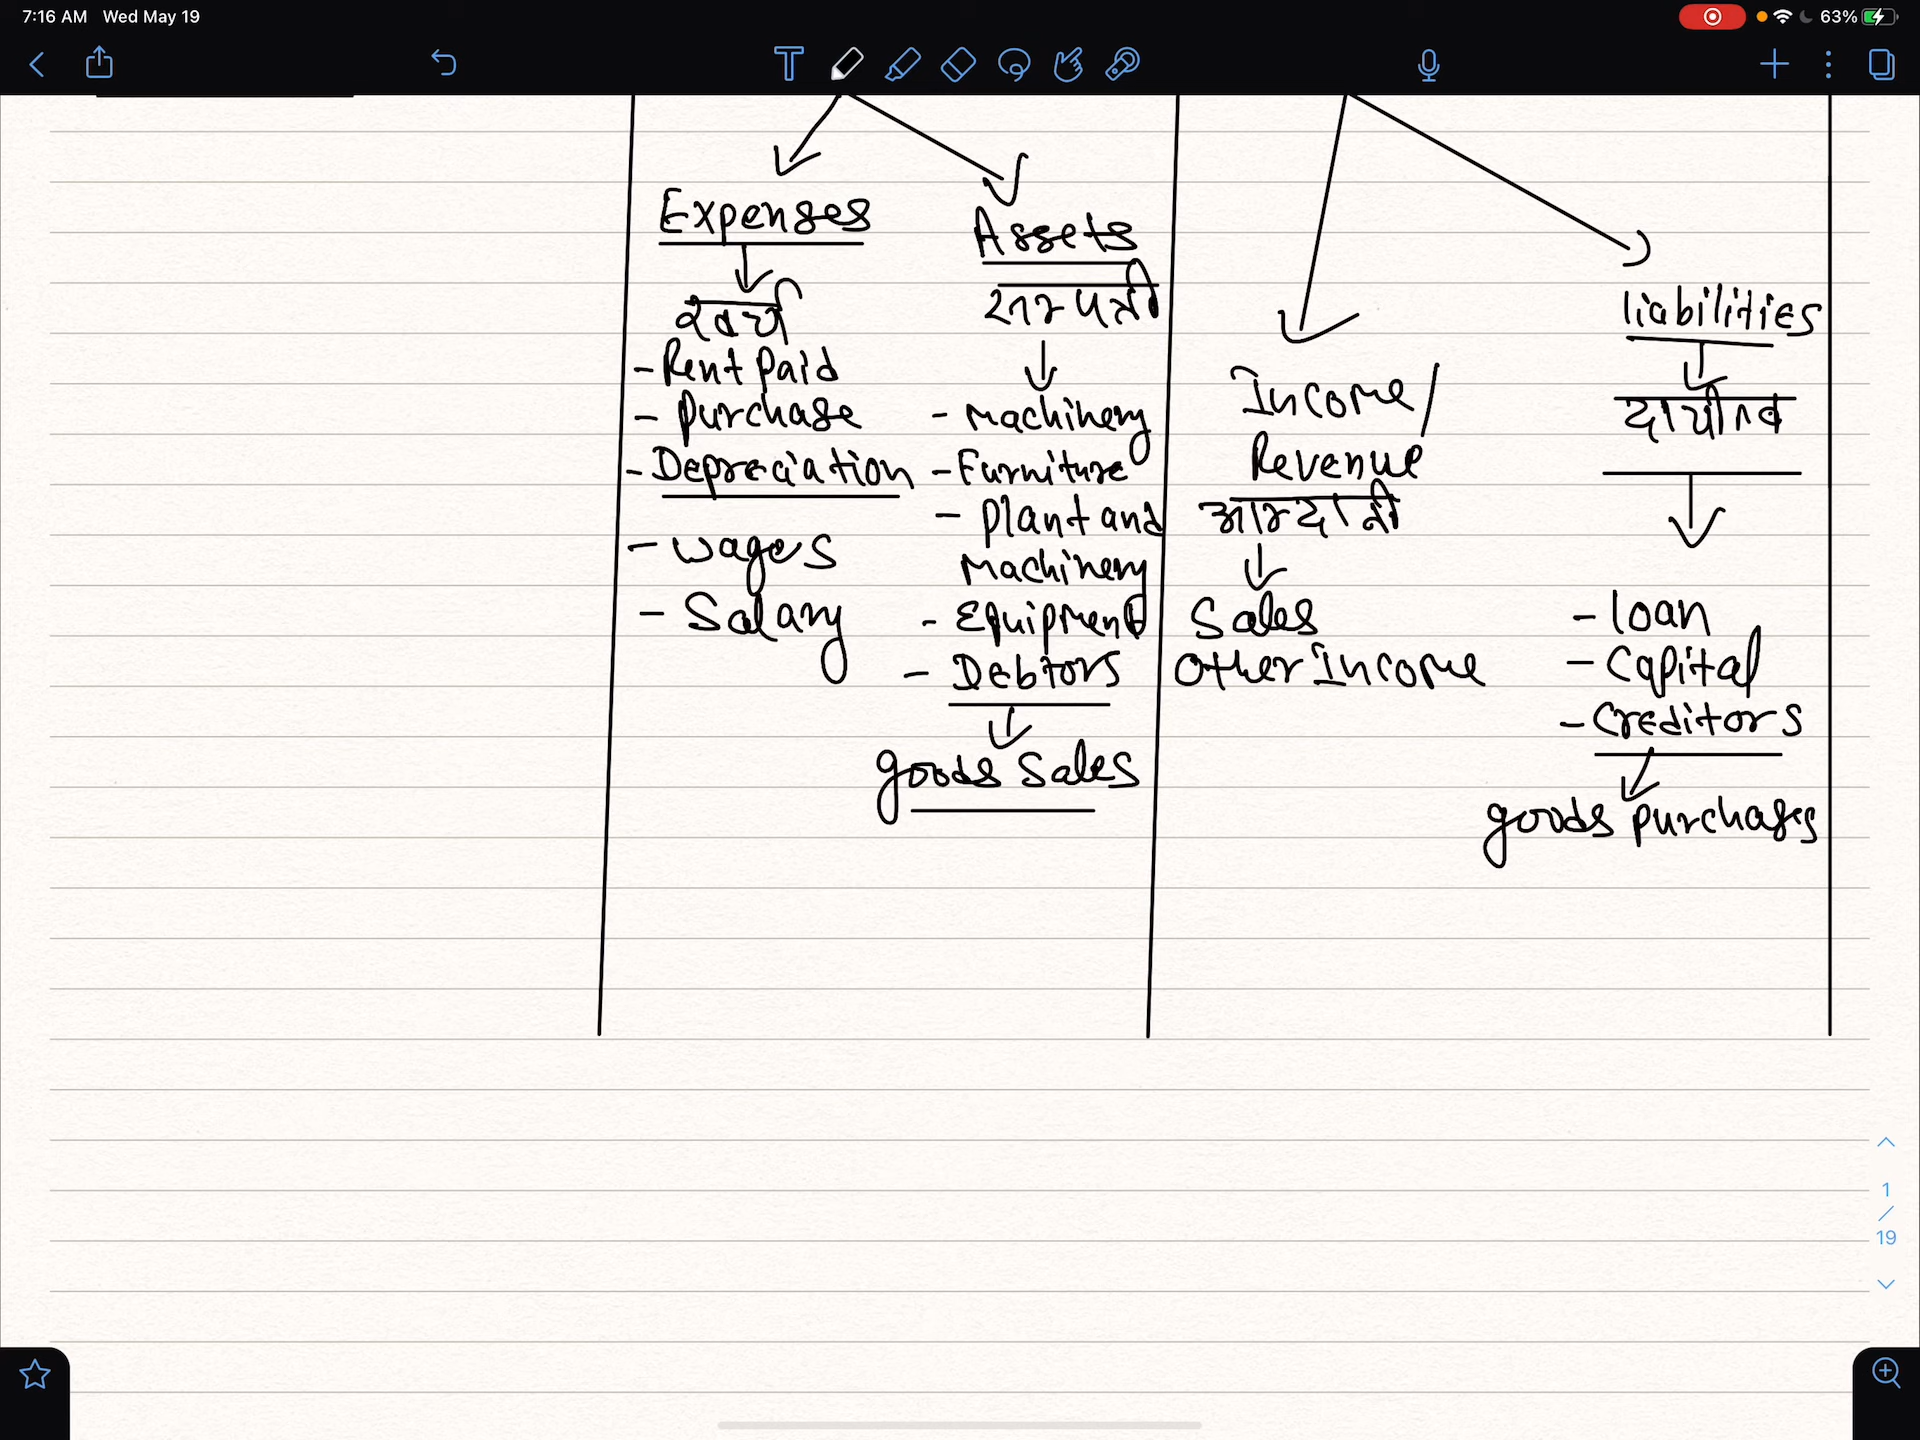 7:16 AM Wed May 19
63%
Expenses
खर्च
- Rent Paid
- Purchase
- Depreciation
- Wages
- Salary
Assets
- Machinery
- Furniture
- Plant and
Machinery
- Equipment
- Debtors
goods Sales
Income/
Revenue
Sales
Other Income
liabilities
- loan
- Capital
- Creditors
goods purchases
1
/
19